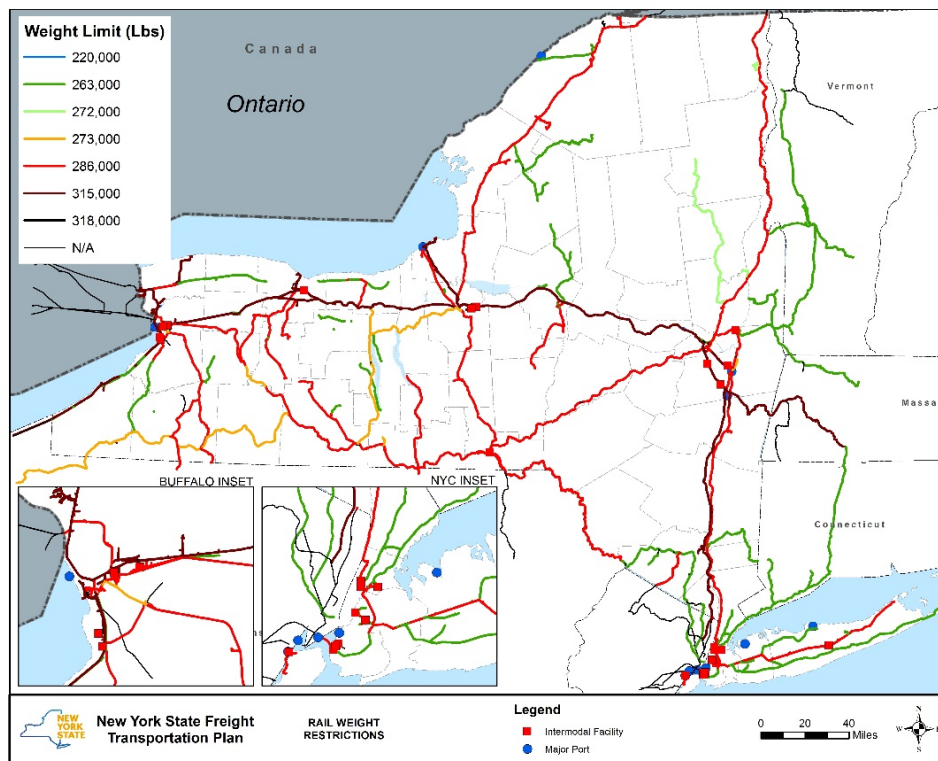 Weight Limit (Lbs)
220,000
263,000
272,000
273,000
286,000
315,000
318,000
N/A
Canada
Ontario
Vermont
Massa
Connecticut
BUFFALO INSET
NYC INSET
NEW
YORK
STATE
New York State Freight
Transportation Plan
RAIL WEIGHT
RESTRICTIONS
Legend
Intermodal Facility
Major Port
0 20 40
Miles
N
W
S